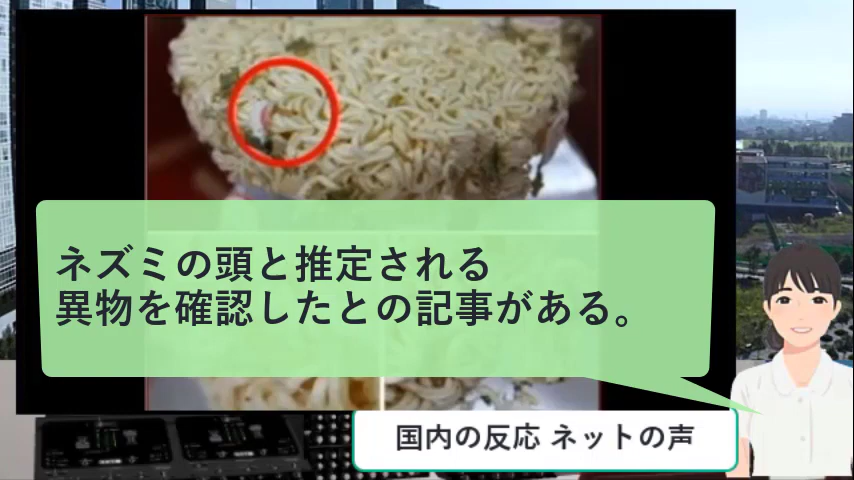 ネズミの頭と推定される
異物を確認したとの記事がある。
国内の反応 ネットの声